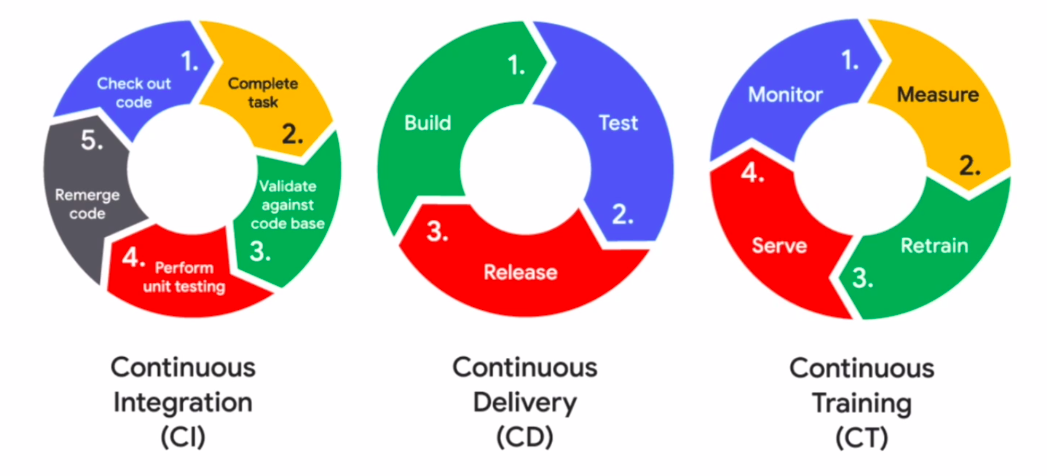 1.
Check out
code
Complete
task
2.
Validate
against
code base
3.
4.
Perform
unit testing
5.
Remerge
code
Continuous
Integration
(CI)
1.
Build
Test
2.
3.
Release
Continuous
Delivery
(CD)
1.
Monitor
Measure
2.
Retrain
3.
4.
Serve
Continuous
Training
(CT)